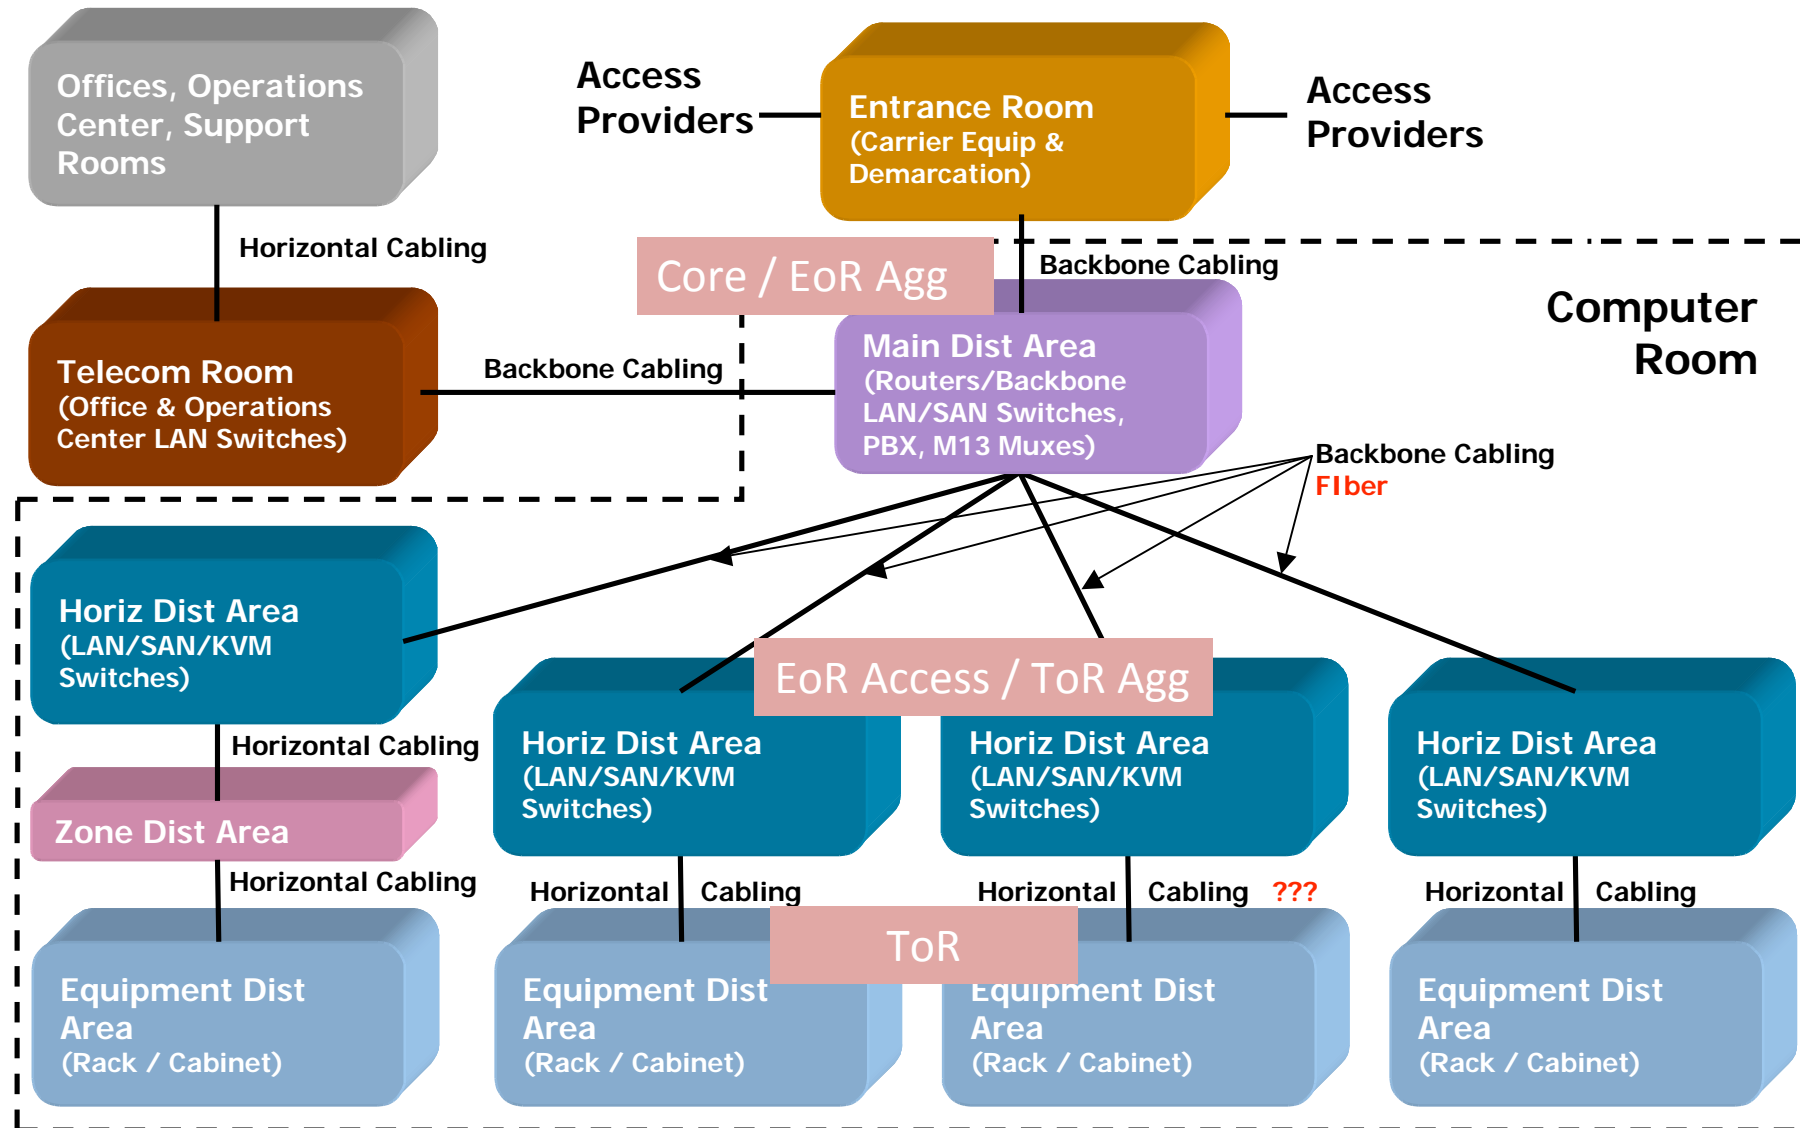 Offices, Operations
Center, Support
Rooms
Access
Providers
Entrance Room
(Carrier Equip &
Demarcation)
Access
Providers
Horizontal Cabling
Core / EoR Agg
Backbone Cabling
Computer
Room
Telecom Room
(Office & Operations
Center LAN Switches)
Backbone Cabling
Main Dist Area
(Routers/Backbone
LAN/SAN Switches,
PBX, M13 Muxes)
Backbone Cabling
FIber
Horiz Dist Area
(LAN/SAN/KVM
Switches)
EoR Access / ToR Agg
Horizontal Cabling
Zone Dist Area
Horizontal Cabling
Horiz Dist Area
(LAN/SAN/KVM
Switches)
Horiz Dist Area
(LAN/SAN/KVM
Switches)
Horiz Dist Area
(LAN/SAN/KVM
Switches)
Horizontal Cabling
Horizontal Cabling ???
Horizontal Cabling
ToR
Equipment Dist
Area
(Rack / Cabinet)
Equipment Dist
Area
(Rack / Cabinet)
Equipment Dist
Area
(Rack / Cabinet)
Equipment Dist
Area
(Rack / Cabinet)